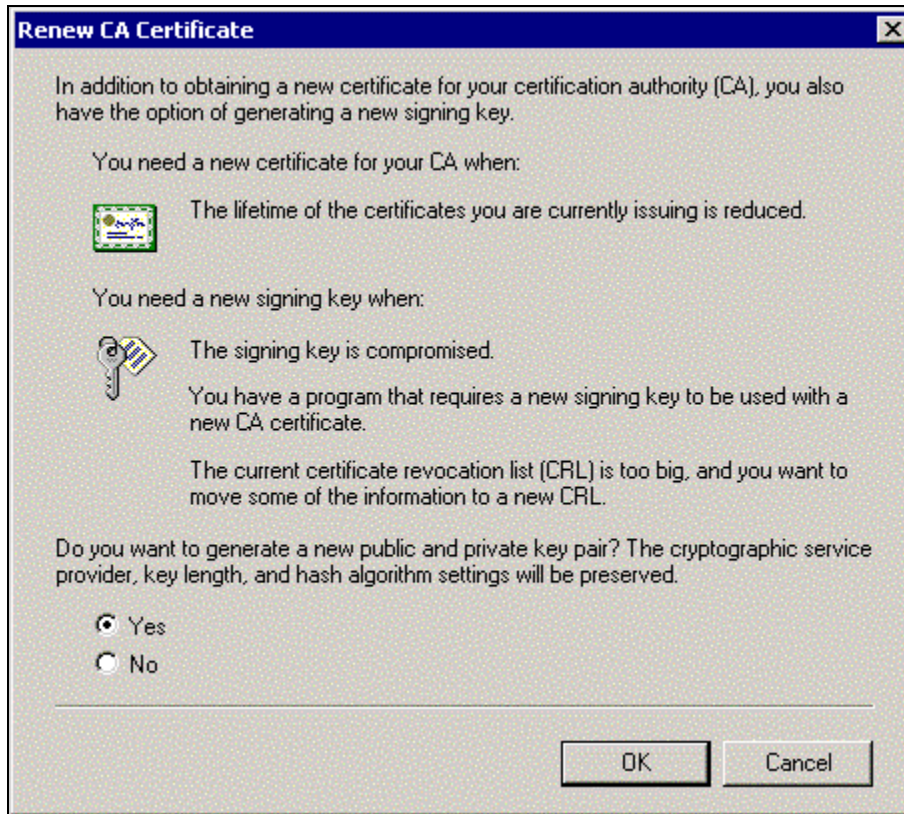 Renew CA Certificate
In addition to obtaining a new certificate for your certification authority (CA), you also
have the option of generating a new signing key.
You need a new certificate for your CA when:
The lifetime of the certificates you are currently issuing is reduced.
You need a new signing key when:
The signing key is compromised.
You have a program that requires a new signing key to be used with a
new CA certificate.
The current certificate revocation list (CRL) is too big, and you want to
move some of the information to a new CRL.
Do you want to generate a new public and private key pair? The cryptographic service
provider, key length, and hash algorithm settings will be preserved.
Yes
No
OK
Cancel